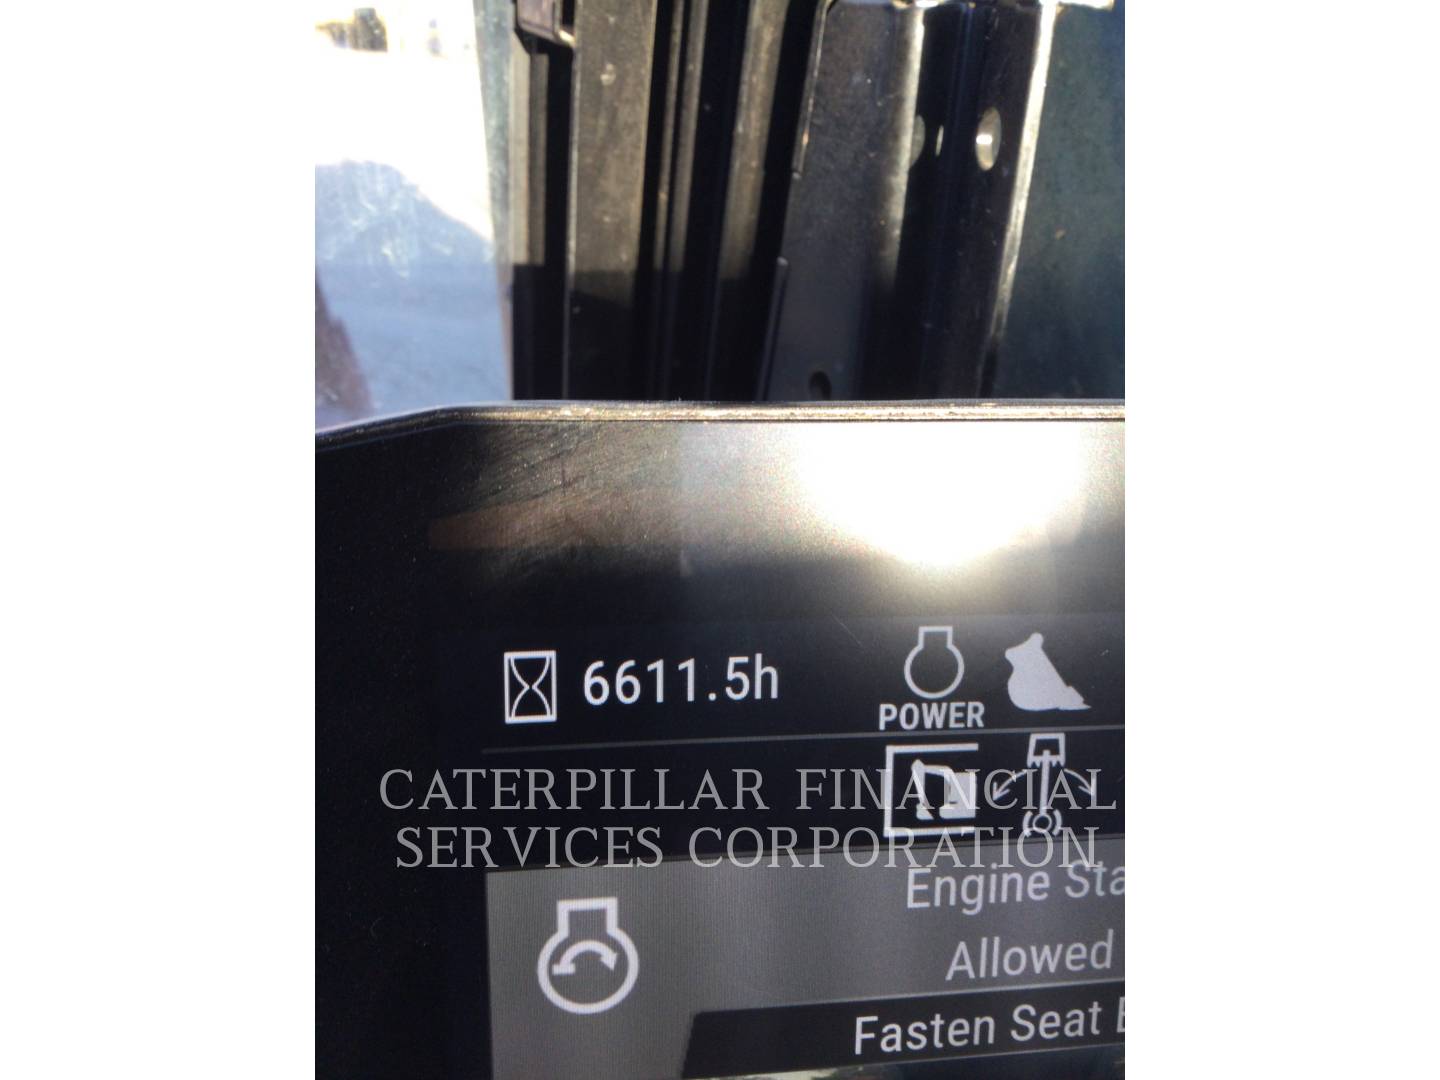 6611.5h
POWER
CATERPILLAR FINANCIAL
SERVICES CORPORATION
Engine Sta
Allowed
Fasten Seat